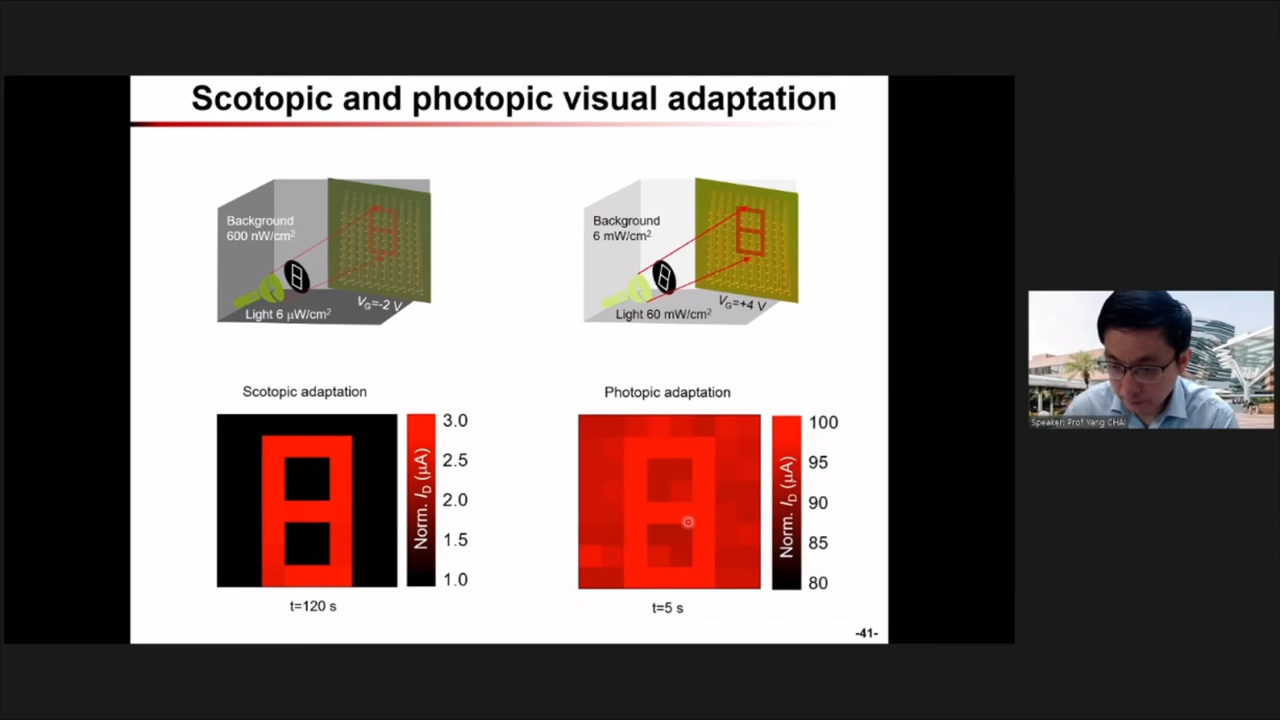 Scotopic and photopic visual adaptation
Background
600 nW/cm²
Light 6 μW/cm²
V_G=-2 V
Background
6 mW/cm²
Light 60 mW/cm²
V_G=+4 V
Scotopic adaptation
3.0
2.5
2.0
1.5
1.0
Norm. I_D (μA)
t=120 s
Photopic adaptation
100
95
90
85
80
Norm. I_D (μA)
t=5 s
-41-
Speaker: Prof Yang CHAI